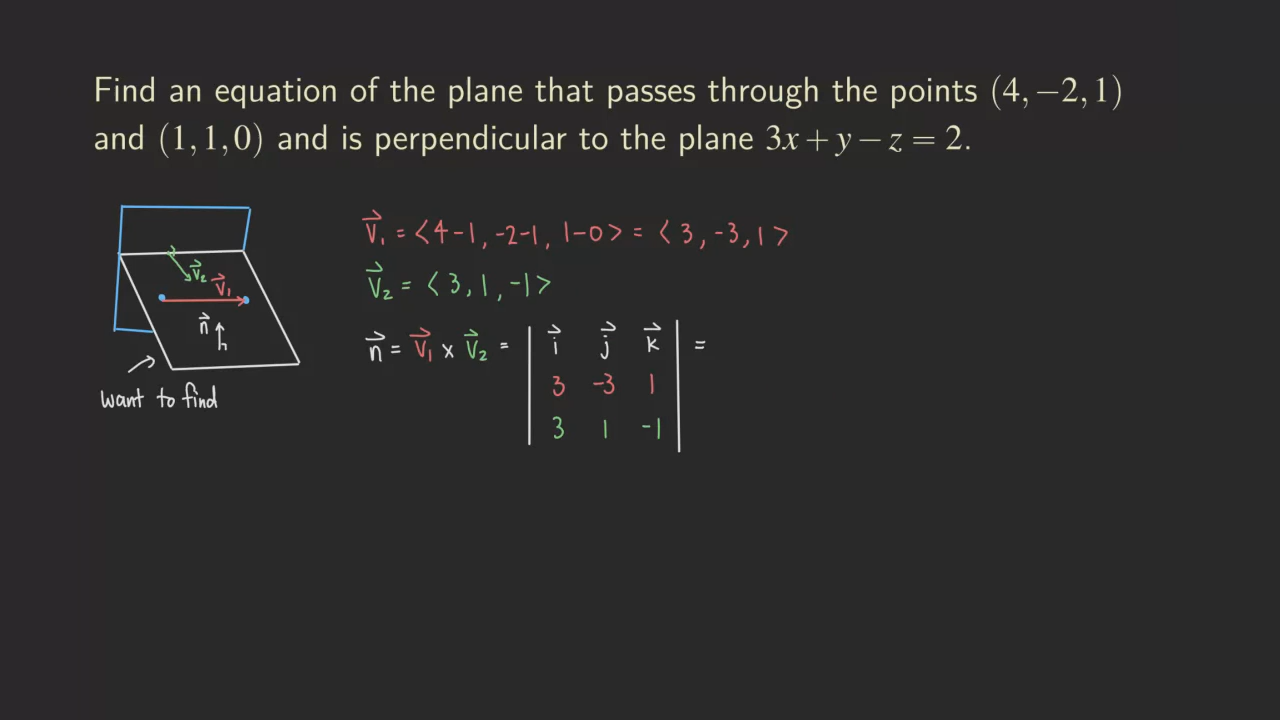 Find an equation of the plane that passes through the points (4, −2, 1)
and (1, 1, 0) and is perpendicular to the plane 3x + y − z = 2.
v⃗₁ = <4-1, -2-1, 1-0> = <3, -3, 1>
v⃗₂ = <3, 1, -1>
n⃗ = v⃗₁ x v⃗₂ = | i⃗ j⃗ k⃗ | =
3 -3 1
3 1 -1
v⃗₂
v⃗₁
n⃗
want to find